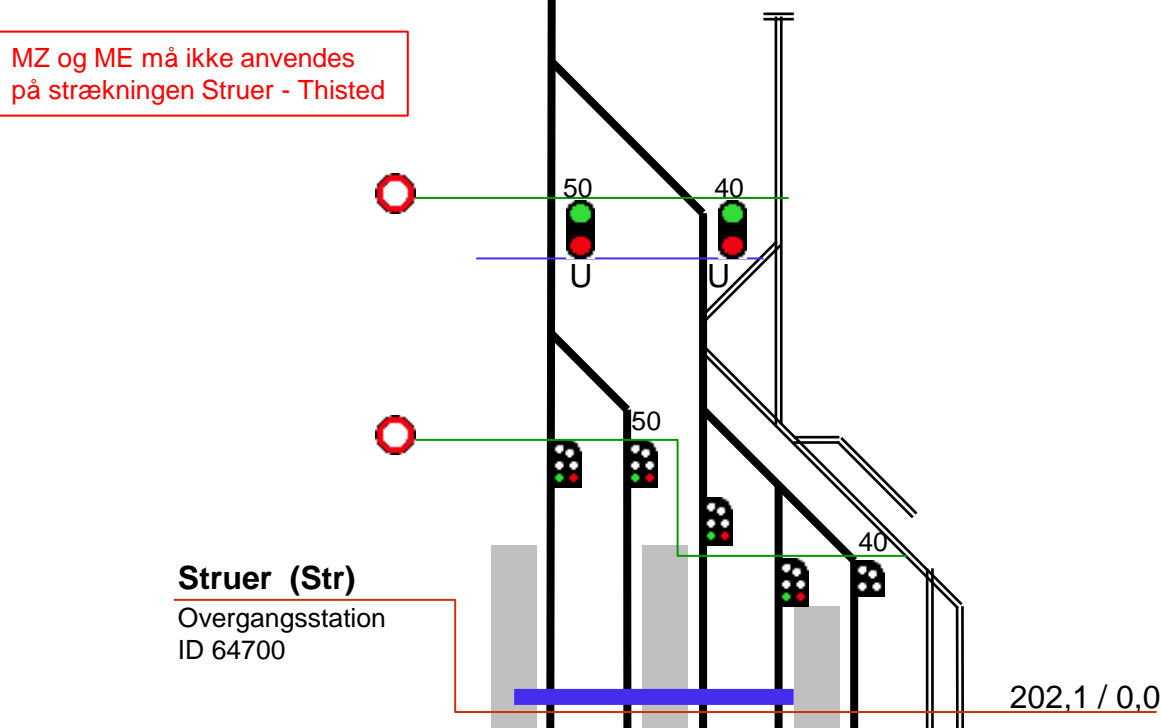 MZ og ME må ikke anvendes
på strækningen Struer - Thisted
50
40
U
U
50
40
Struer (Str)
Overgangsstation
ID 64700
202,1 / 0,0